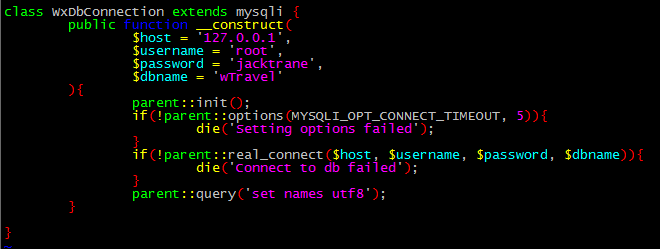 class WxDbConnection extends mysqli {
public function __construct(
$host = '127.0.0.1',
$username = 'root',
$password = 'jacktrane',
$dbname = 'wTravel'
){
parent::init();
if(!parent::options(MYSQLI_OPT_CONNECT_TIMEOUT, 5)){
die('Setting options failed');
}
if(!parent::real_connect($host, $username, $password, $dbname)){
die('Connect to db failed');
}
parent::query('set names utf8');
}
}